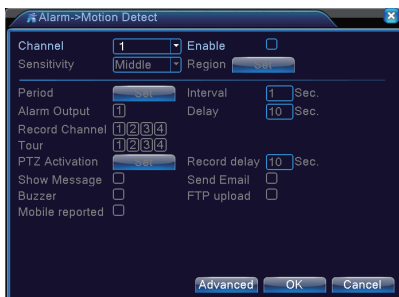 Alarm->Motion Detect
Channel 1 Enable
Sensitivity Middle Region Set
Period Set Interval 1 Sec.
Alarm Output 1 Delay 10 Sec.
Record Channel 1 2 3 4
Tour 1 2 3 4
PTZ Activation Set Record delay 10 Sec.
Show Message Send Email
Buzzer FTP upload
Mobile reported
Advanced OK Cancel